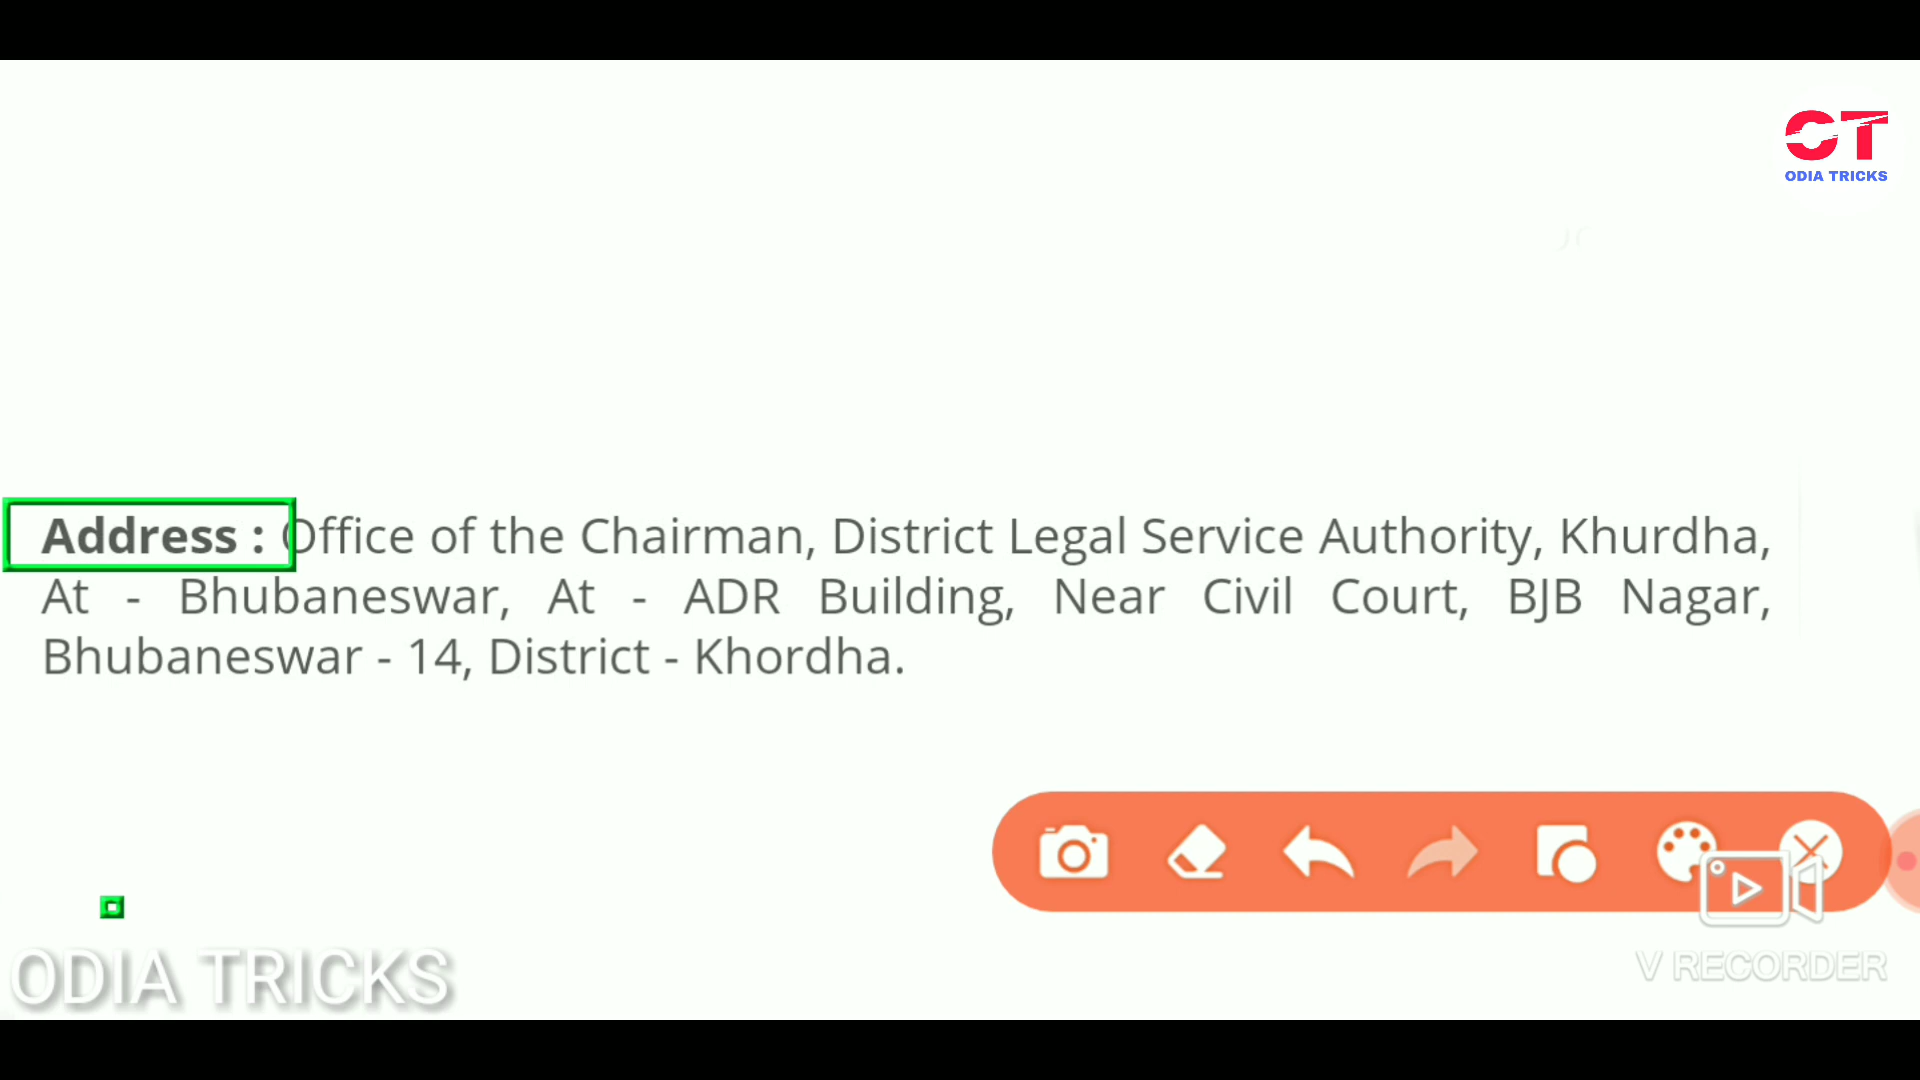 OT
ODIA TRICKS
Address : Office of the Chairman, District Legal Service Authority, Khurdha,
At - Bhubaneswar, At - ADR Building, Near Civil Court, BJB Nagar,
Bhubaneswar - 14, District - Khordha.
ODIA TRICKS
V RECORDER